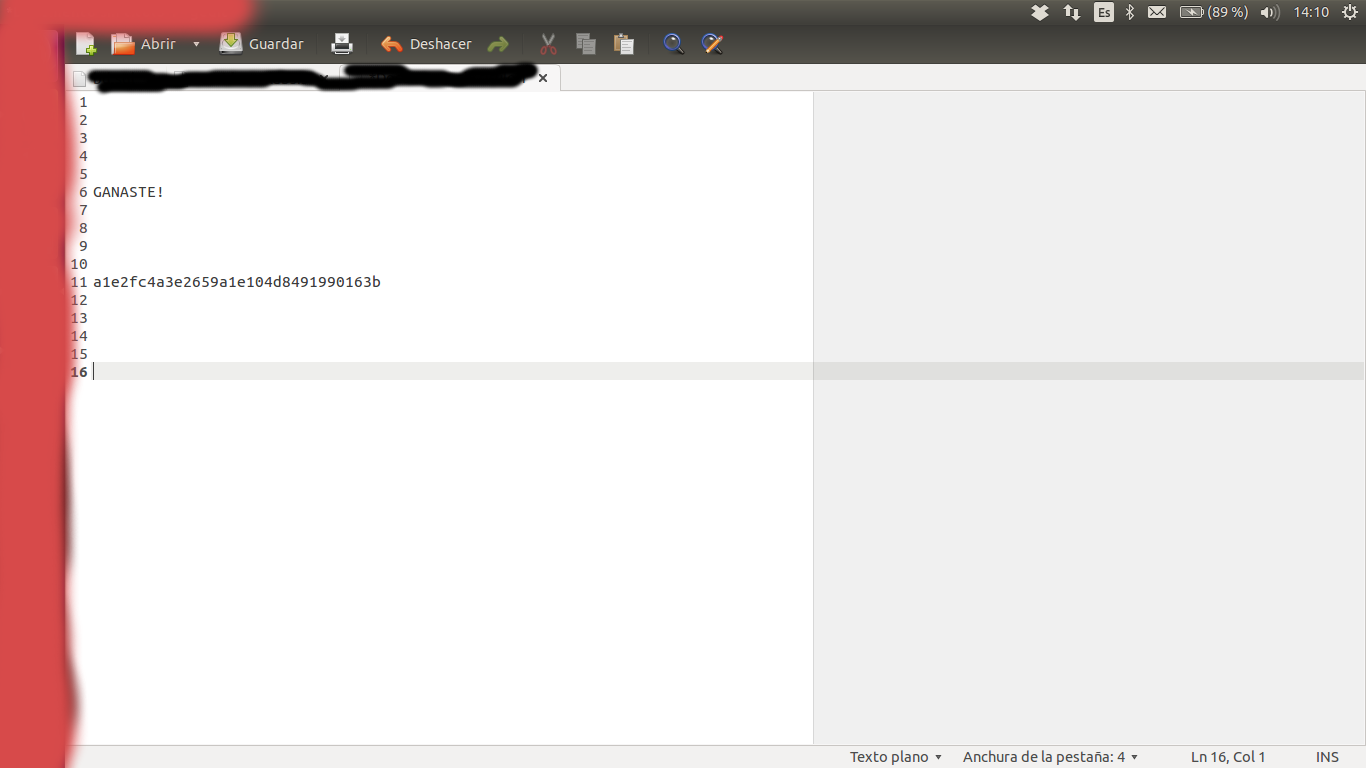 Es
(89 %)
14:10
Abrir
Guardar
Deshacer
1
2
3
4
5
6 GANASTE!
7
8
9
10
11 a1e2fc4a3e2659a1e104d8491990163b
12
13
14
15
16
Texto plano
Anchura de la pestaña: 4
Ln 16, Col 1
INS